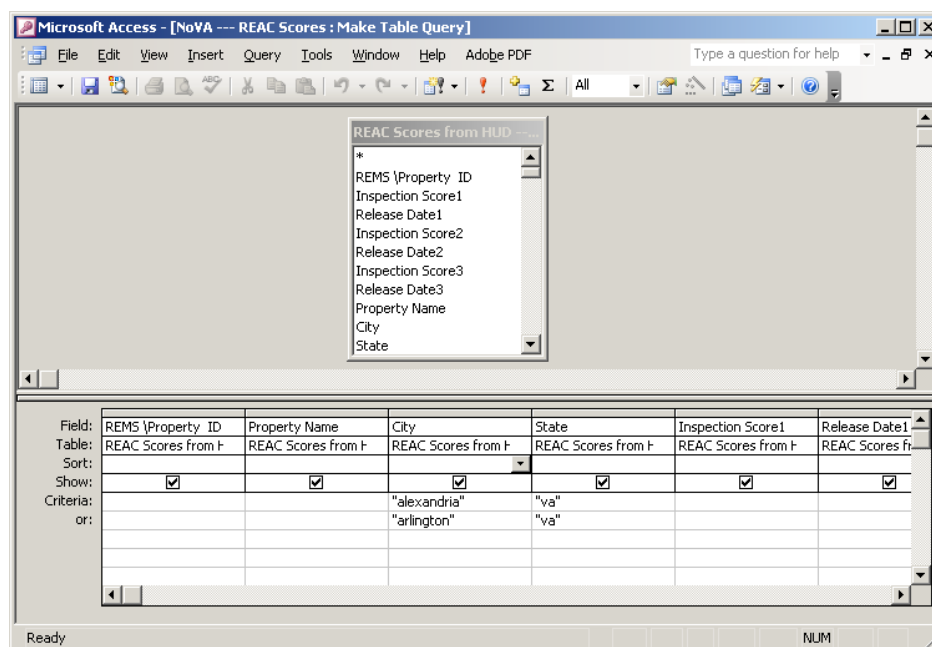 Microsoft Access - [NoVA --- REAC Scores : Make Table Query]
File Edit View Insert Query Tools Window Help Adobe PDF Type a question for help
ABC Σ All
REAC Scores from HUD --...
*
REMS \Property ID
Inspection Score1
Release Date1
Inspection Score2
Release Date2
Inspection Score3
Release Date3
Property Name
City
State
Field: REMS \Property ID Property Name City State Inspection Score1 Release Date1
Table: REAC Scores from H REAC Scores from H REAC Scores from H REAC Scores from H REAC Scores from H REAC Scores fr
Sort:
Show:
Criteria: "alexandria" "va"
or: "arlington" "va"
Ready NUM